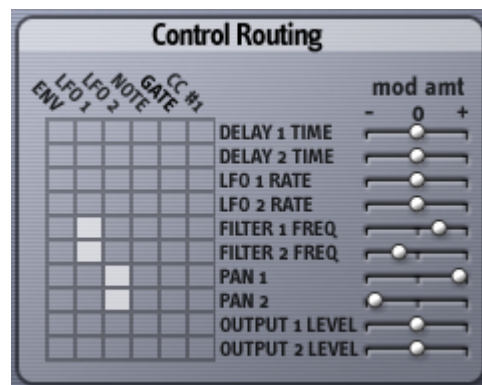 Control Routing
ENV LFO 1 LFO 2 NOTE GATE CC #1
mod amt
- 0 +
DELAY 1 TIME
DELAY 2 TIME
LFO 1 RATE
LFO 2 RATE
FILTER 1 FREQ
FILTER 2 FREQ
PAN 1
PAN 2
OUTPUT 1 LEVEL
OUTPUT 2 LEVEL